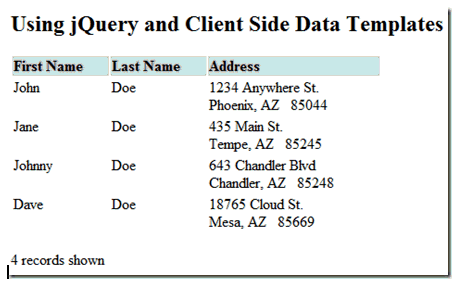 Using jQuery and Client Side Data Templates
First Name Last Name Address
John Doe 1234 Anywhere St.
Phoenix, AZ 85044
Jane Doe 435 Main St.
Tempe, AZ 85245
Johnny Doe 643 Chandler Blvd
Chandler, AZ 85248
Dave Doe 18765 Cloud St.
Mesa, AZ 85669
4 records shown